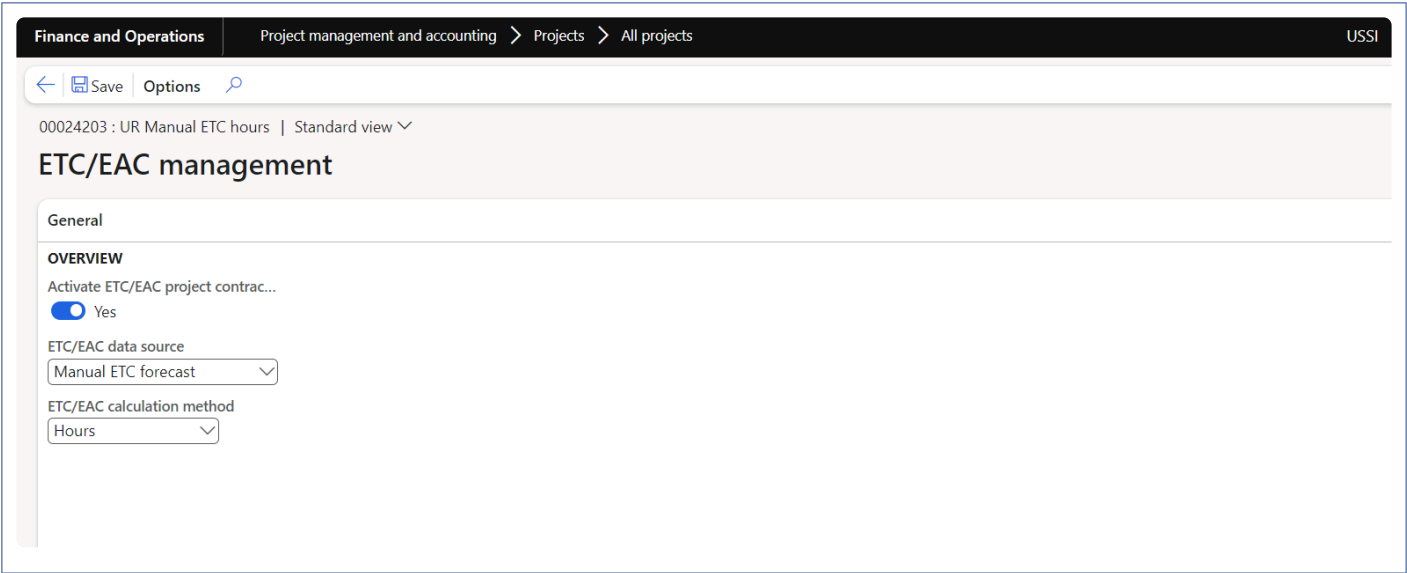 Finance and Operations Project management and accounting > Projects > All projects USSI
Save Options
00024203 : UR Manual ETC hours | Standard view
ETC/EAC management
General
OVERVIEW
Activate ETC/EAC project contrac...
Yes
ETC/EAC data source
Manual ETC forecast
ETC/EAC calculation method
Hours